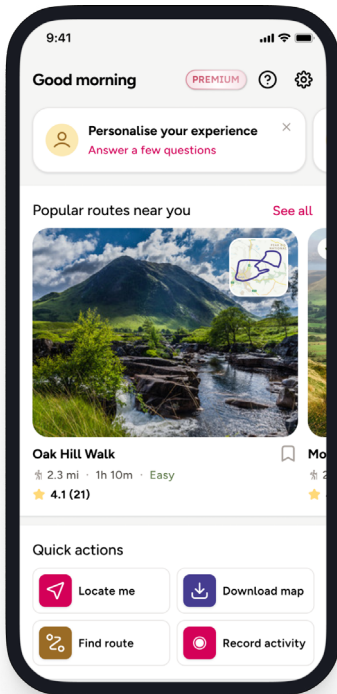 9:41
Good morning PREMIUM
Personalise your experience
Answer a few questions
Popular routes near you See all
Oak Hill Walk Mo
2.3 mi · 1h 10m · Easy 2
4.1 (21)
Quick actions
Locate me Download map
Find route Record activity